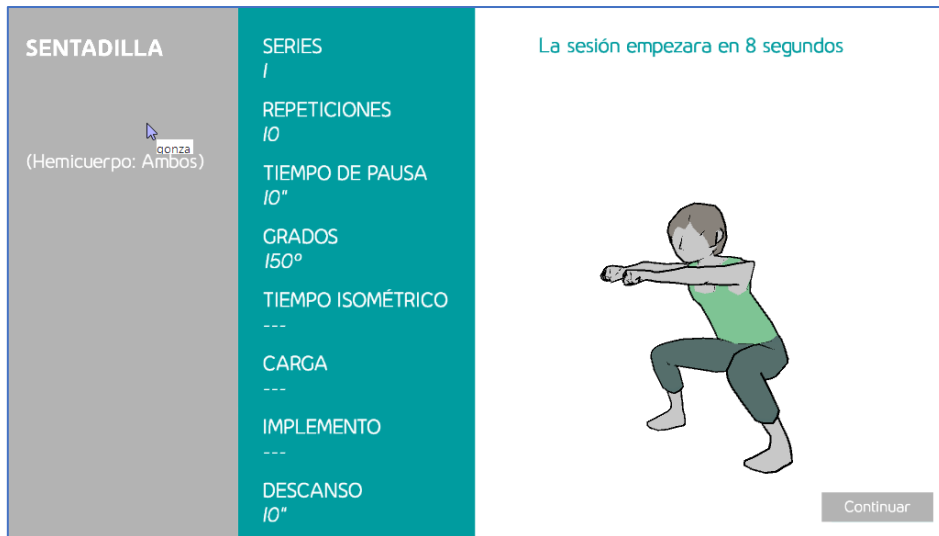 SENTADILLA
gonza
(Hemicuerpo: Ambos)
SERIES
1
REPETICIONES
10
TIEMPO DE PAUSA
10"
GRADOS
150º
TIEMPO ISOMÉTRICO
---
CARGA
---
IMPLEMENTO
---
DESCANSO
10"
La sesión empezara en 8 segundos
Continuar